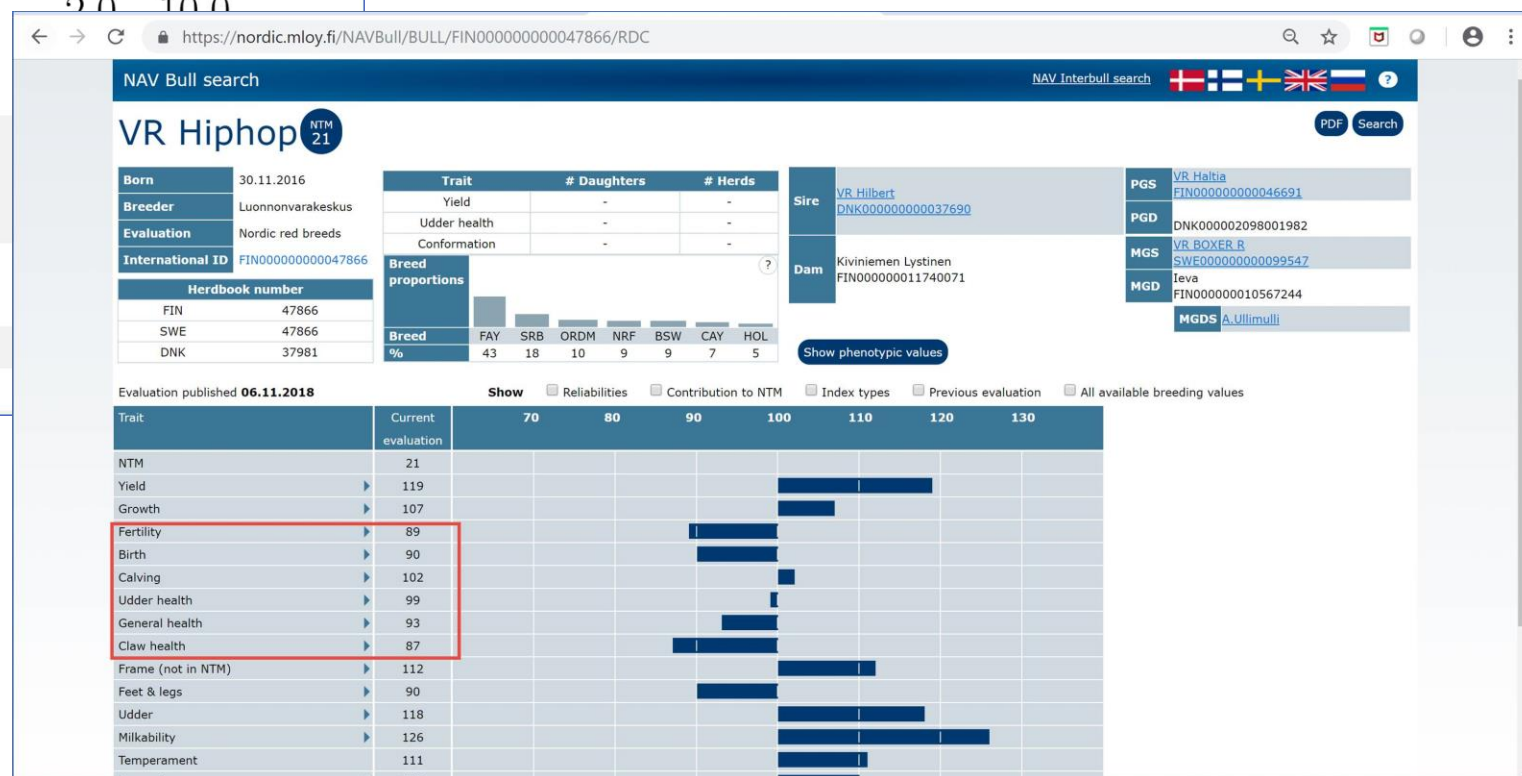 https://nordic.mloy.fi/NAVBull/BULL/FIN000000000047866/RDC
NAV Bull search
NAV Interbull search
?
VR Hiphop NTM 21
PDF Search
Born 30.11.2016
Breeder Luonnonvarakeskus
Evaluation Nordic red breeds
International ID FIN000000000047866
Herdbook number
FIN 47866
SWE 47866
DNK 37981
Trait # Daughters # Herds
Yield - -
Udder health - -
Conformation - -
Breed proportions ?
Breed FAY SRB ORDM NRF BSW CAY HOL
% 43 18 10 9 9 7 5
Sire VR Hilbert
DNK000000000037690
Dam Kiviniemen Lystinen
FIN000000011740071
PGS VR Haltia
FIN000000000046691
PGD DNK000002098001982
MGS VR BOXER R
SWE000000000099547
MGD Ieva
FIN000000010567244
MGDS A.Ullimulli
Show phenotypic values
Evaluation published 06.11.2018 Show Reliabilities Contribution to NTM Index types Previous evaluation All available breeding values
Trait Current evaluation 70 80 90 100 110 120 130
NTM 21
Yield 119
Growth 107
Fertility 89
Birth 90
Calving 102
Udder health 99
General health 93
Claw health 87
Frame (not in NTM) 112
Feet & legs 90
Udder 118
Milkability 126
Temperament 111